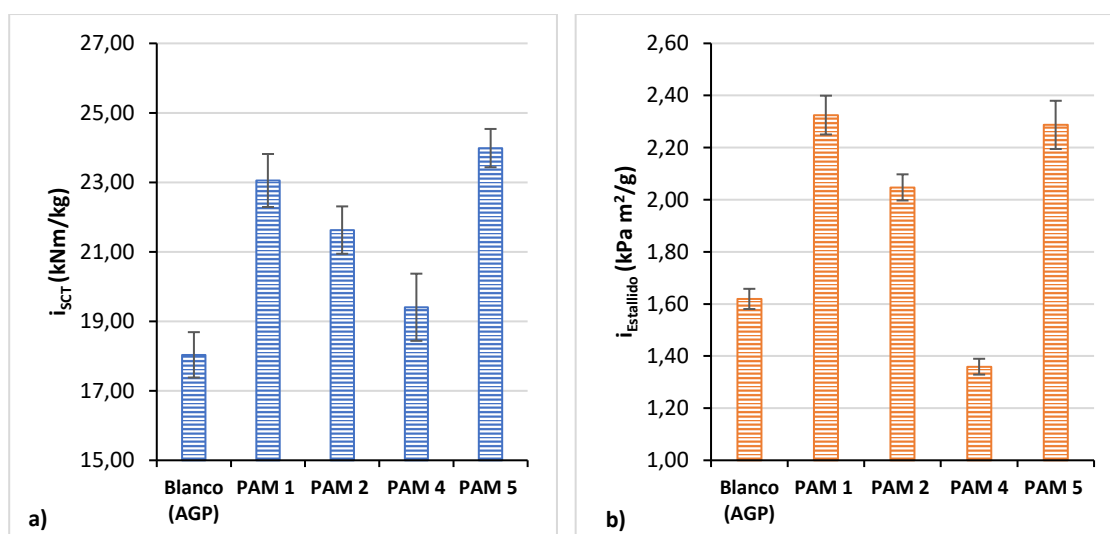 27,00
25,00
23,00
21,00
19,00
17,00
15,00
i_SCT (kNm/kg)
Blanco (AGP)
PAM 1
PAM 2
PAM 4
PAM 5
a)
2,60
2,40
2,20
2,00
1,80
1,60
1,40
1,20
1,00
i_Estallido (kPa m²/g)
Blanco (AGP)
PAM 1
PAM 2
PAM 4
PAM 5
b)